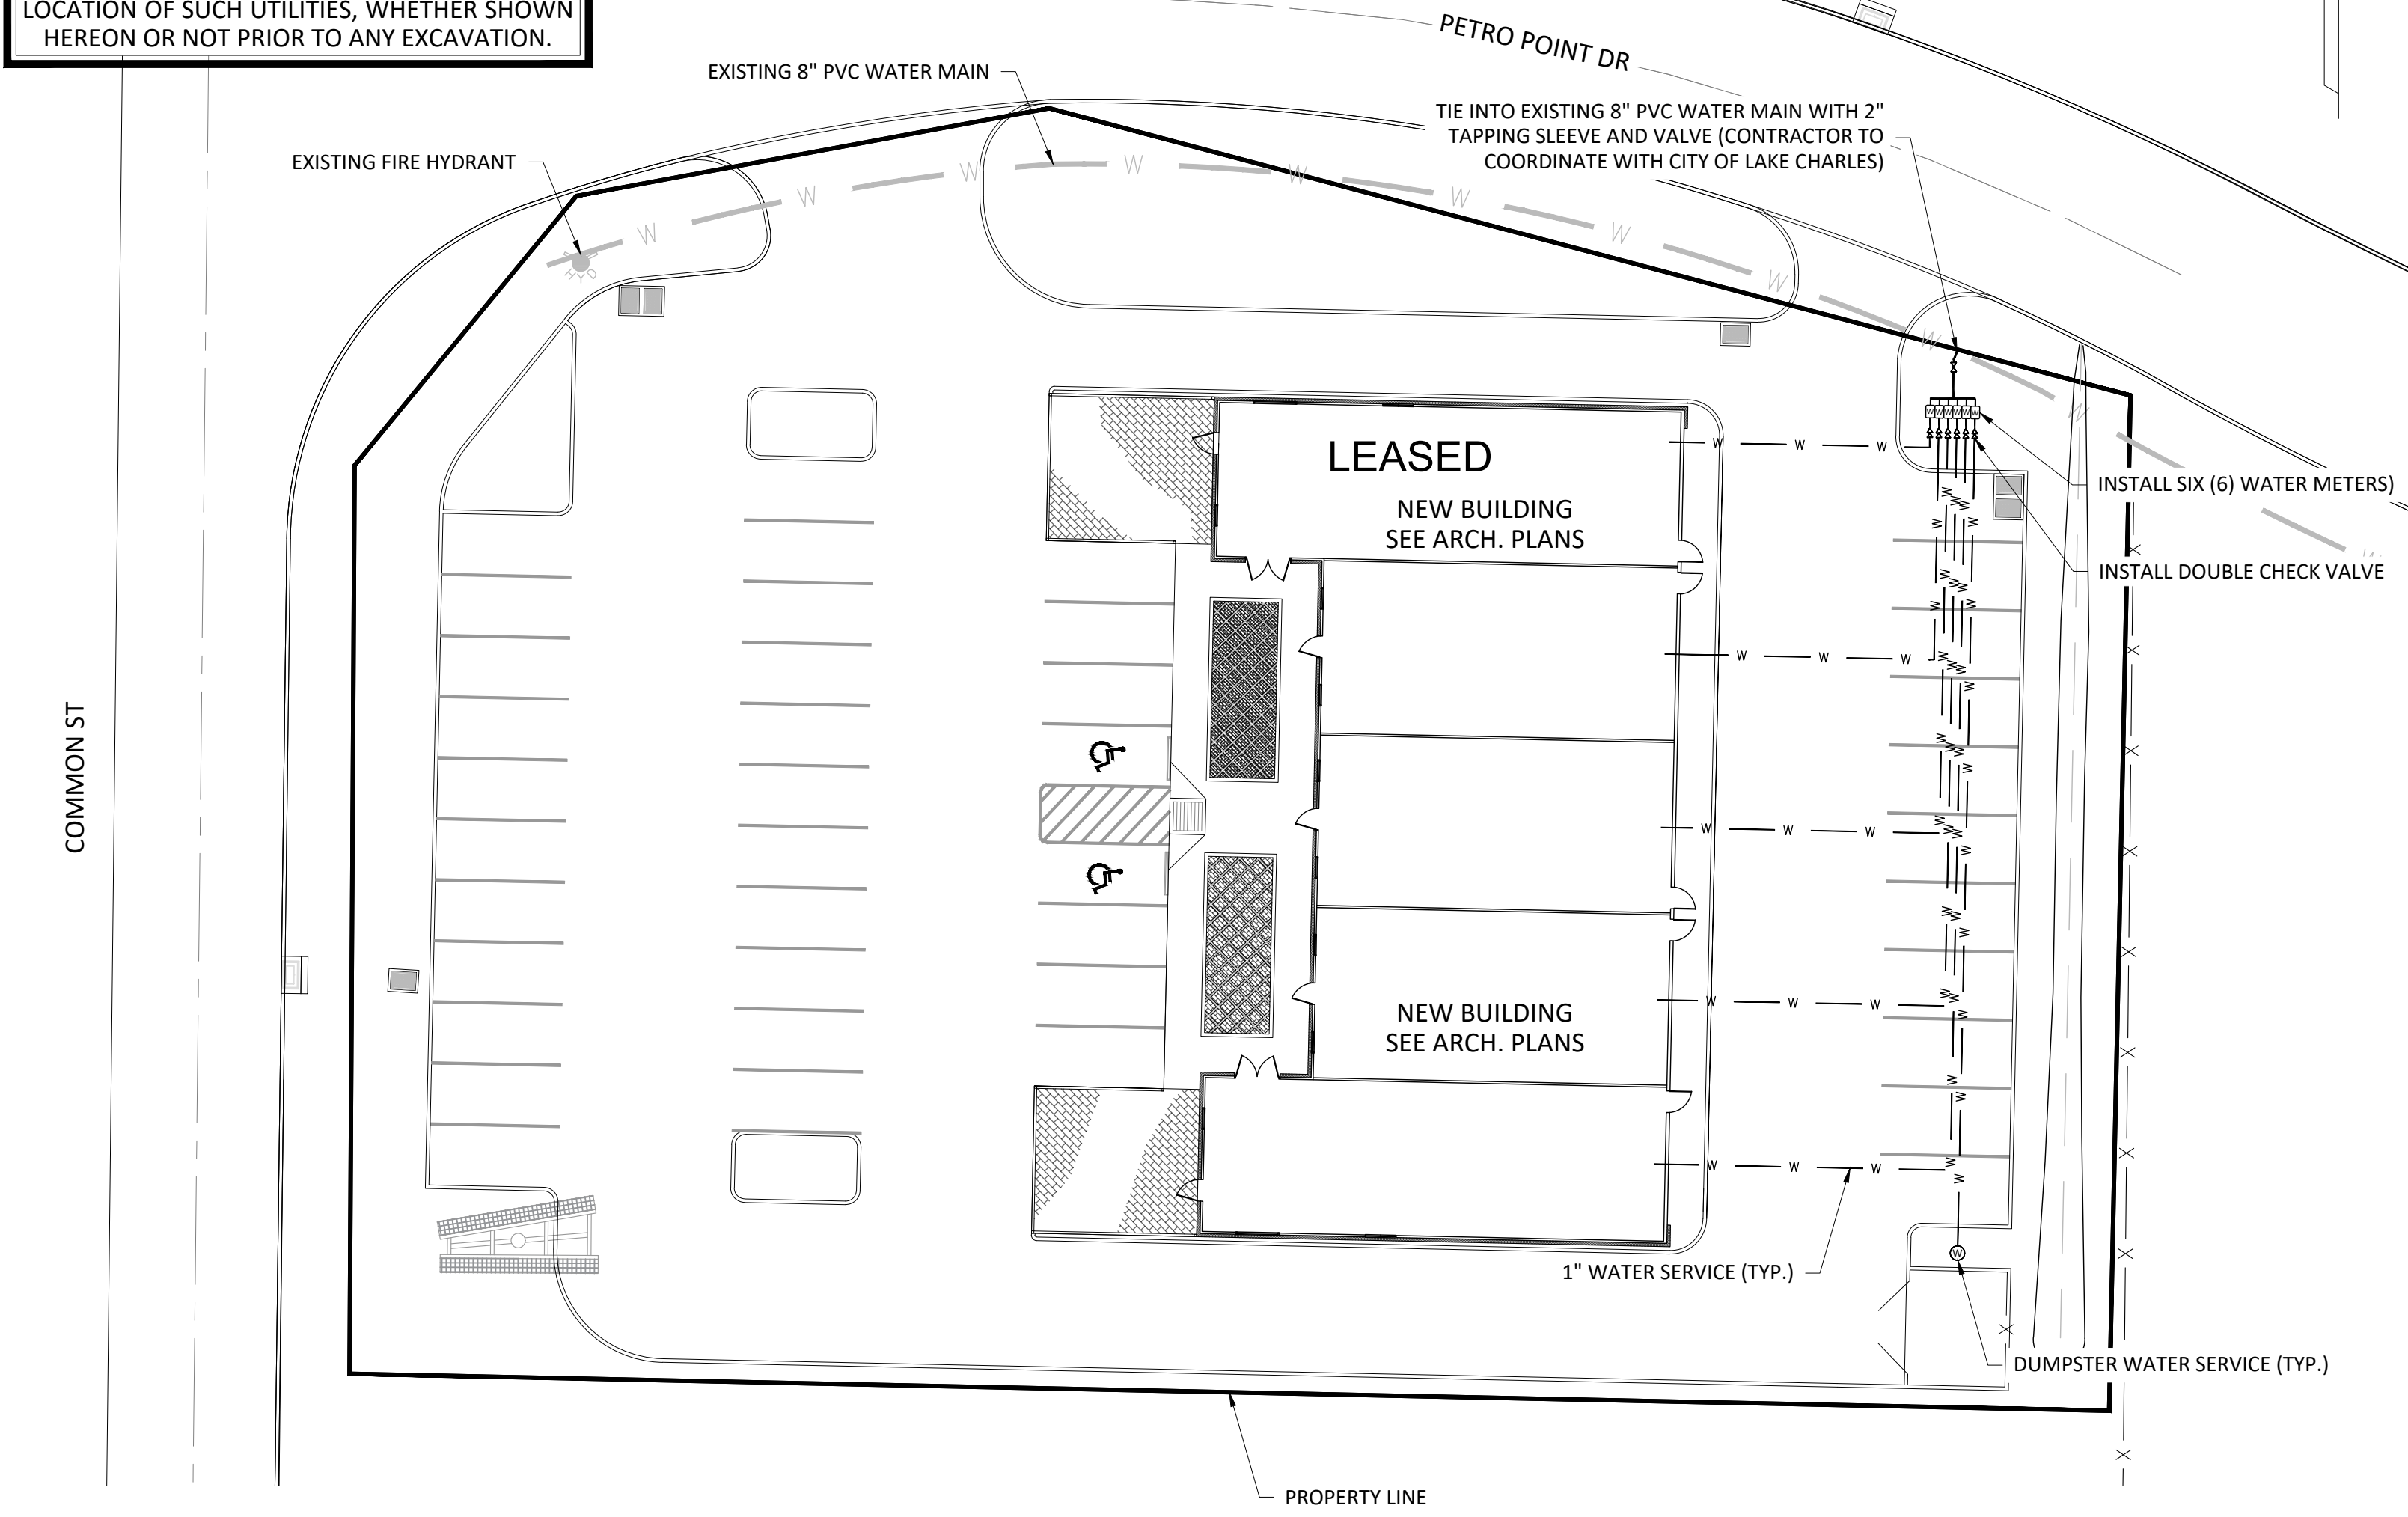 LOCATION OF SUCH UTILITIES, WHETHER SHOWN
HEREON OR NOT PRIOR TO ANY EXCAVATION.
PETRO POINT DR
EXISTING 8" PVC WATER MAIN
TIE INTO EXISTING 8" PVC WATER MAIN WITH 2"
TAPPING SLEEVE AND VALVE (CONTRACTOR TO
COORDINATE WITH CITY OF LAKE CHARLES)
EXISTING FIRE HYDRANT
HYD
LEASED
NEW BUILDING
SEE ARCH. PLANS
INSTALL SIX (6) WATER METERS)
INSTALL DOUBLE CHECK VALVE
COMMON ST
NEW BUILDING
SEE ARCH. PLANS
1" WATER SERVICE (TYP.)
DUMPSTER WATER SERVICE (TYP.)
PROPERTY LINE